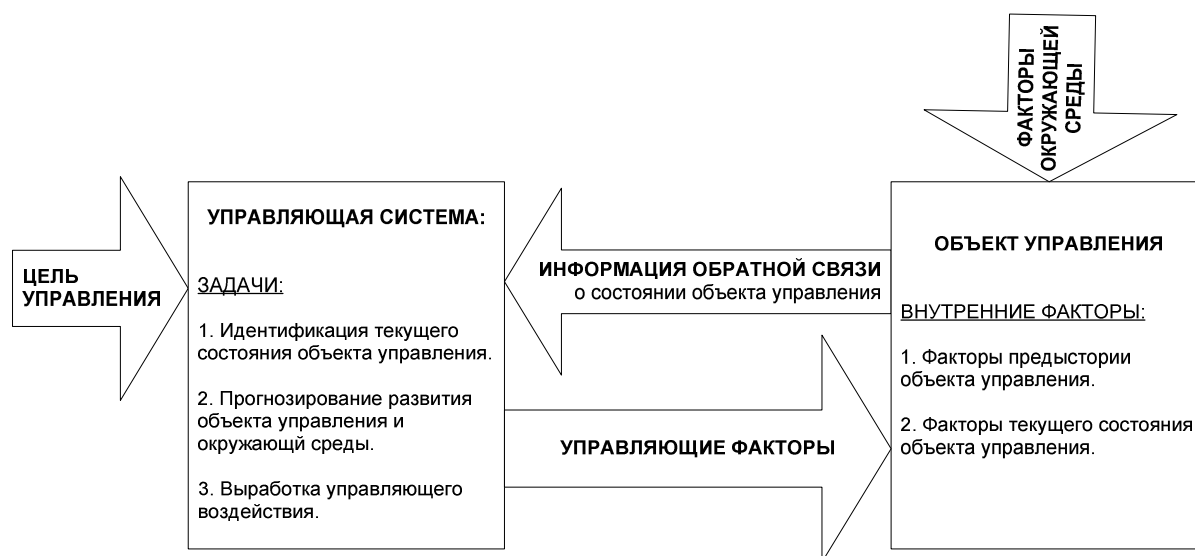 ФАКТОРЫ
ОКРУЖАЮЩЕЙ
СРЕДЫ
ЦЕЛЬ
УПРАВЛЕНИЯ
УПРАВЛЯЮЩАЯ СИСТЕМА:
ЗАДАЧИ:
1. Идентификация текущего
состояния объекта управления.
2. Прогнозирование развития
объекта управления и
окружающй среды.
3. Выработка управляющего
воздействия.
ИНФОРМАЦИЯ ОБРАТНОЙ СВЯЗИ
о состоянии объекта управления
УПРАВЛЯЮЩИЕ ФАКТОРЫ
ОБЪЕКТ УПРАВЛЕНИЯ
ВНУТРЕННИЕ ФАКТОРЫ:
1. Факторы предыстории
объекта управления.
2. Факторы текущего состояния
объекта управления.